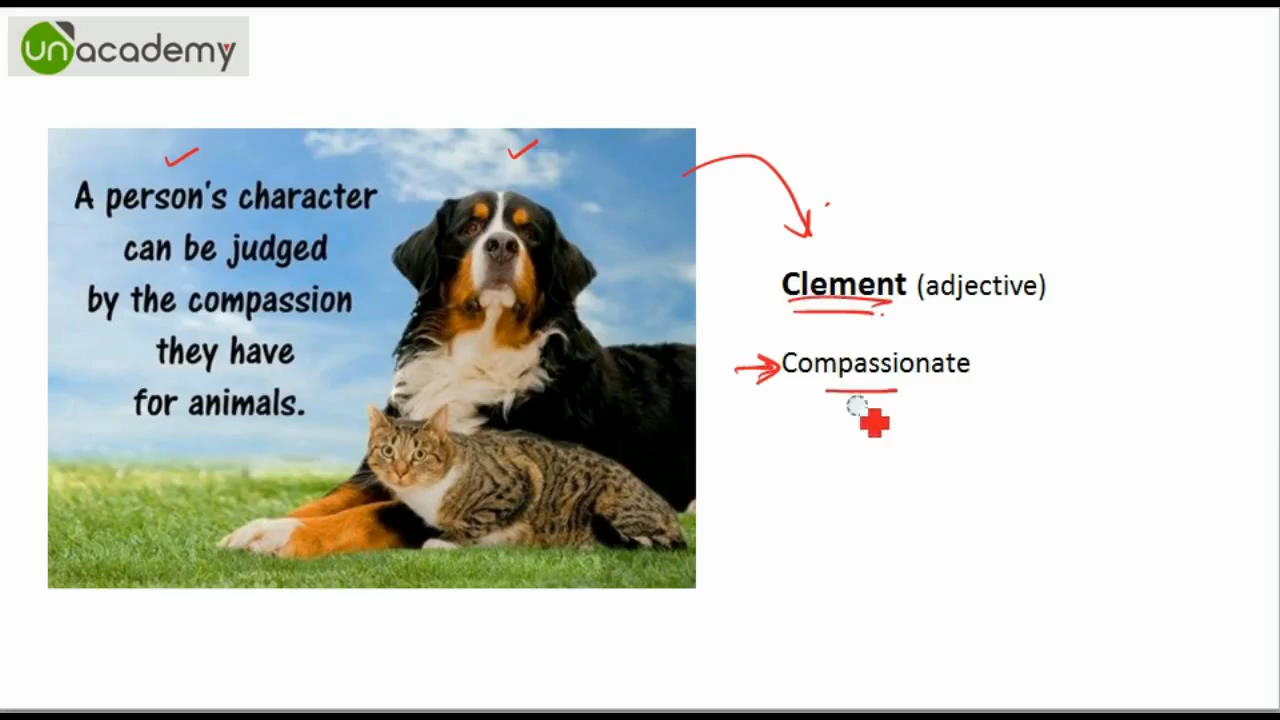 unacademy
A person's character
can be judged
by the compassion
they have
for animals.
Clement (adjective)
Compassionate